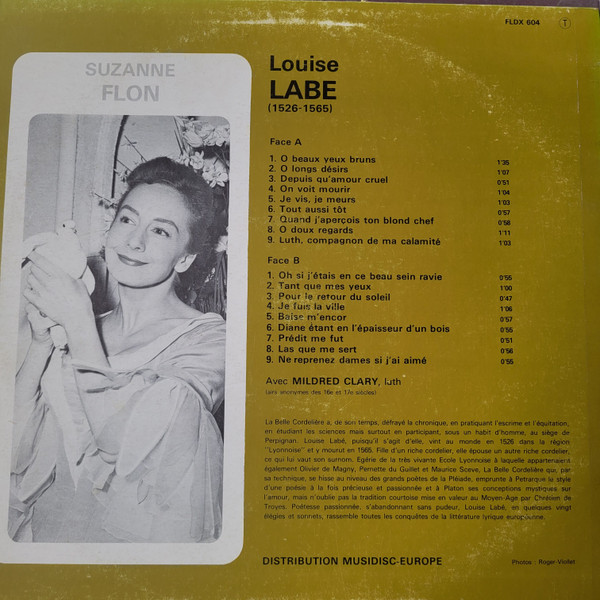 FLDX 604 T
SUZANNE
FLON
Louise
LABE
(1526-1565)
Face A
1. O beaux yeux bruns 1'35
2. O longs désirs 1'07
3. Depuis qu'amour cruel 0'51
4. On voit mourir 1'04
5. Je vis, je meurs 1'03
6. Tout aussi tôt 0'57
7. Quand j'aperçois ton blond chef 0'58
8. O doux regards 1'11
9. Luth, compagnon de ma calamité 1'03
Face B
1. Oh si j'étais en ce beau sein ravie 0'55
2. Tant que mes yeux 1'00
3. Pour le retour du soleil 0'47
4. Je fuis la ville 1'06
5. Baise m'encor 0'57
6. Diane étant en l'épaisseur d'un bois 0'55
7. Prédit me fut 0'51
8. Las que me sert 0'56
9. Ne reprenez dames si j'ai aimé 0'55
Avec MILDRED CLARY, luth
(airs anonymes des 16e et 17e siècles)
La Belle Cordelière a, de son temps, défrayé la chronique, en pratiquant l'escrime et l'équitation,
en étudiant les sciences mais surtout en participant, sous un habit d'homme, au siège de
Perpignan. Louise Labé, puisqu'il s'agit d'elle, vint au monde en 1526 dans la région
"Lyonnoise" et y mourut en 1565. Fille d'un riche cordelier, elle épouse un autre riche cordelier,
ce qui lui vaut son surnom. Egérie de la très vivante Ecole Lyonnoise à laquelle appartenaient
également Olivier de Magny, Pernette du Guillet et Maurice Sceve, La Belle Cordelière qui, par
sa technique, se hisse au niveau des grands poètes de la Pléiade, emprunte à Petrarque la style
d'une poésie à la fois précieuse et passionnée et à Platon ses conceptions mystiques sur
l'amour, mais n'oublie pas la tradition courtoise mise en valeur au Moyen-Age par Chrétien de
Troyes. Poétesse passionnée, s'abandonnant sans pudeur, Louise Labé, en quelques vingt
élégies et sonnets, rassemble toutes les conquêtes de la littérature lyrique européenne.
DISTRIBUTION MUSIDISC-EUROPE
Photos : Roger-Viollet